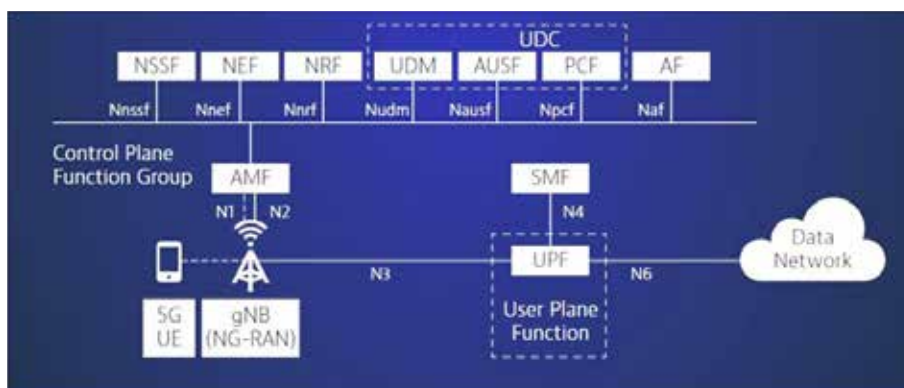 UDC
NSSF
NEF
NRF
UDM
AUSF
PCF
AF
Nnssf
Nnef
Nnrf
Nudm
Nausf
Npcf
Naf
Control Plane
Function Group
AMF
SMF
N1
N2
N4
UPF
N3
N6
Data
Network
5G
UE
gNB
(NG-RAN)
User Plane
Function